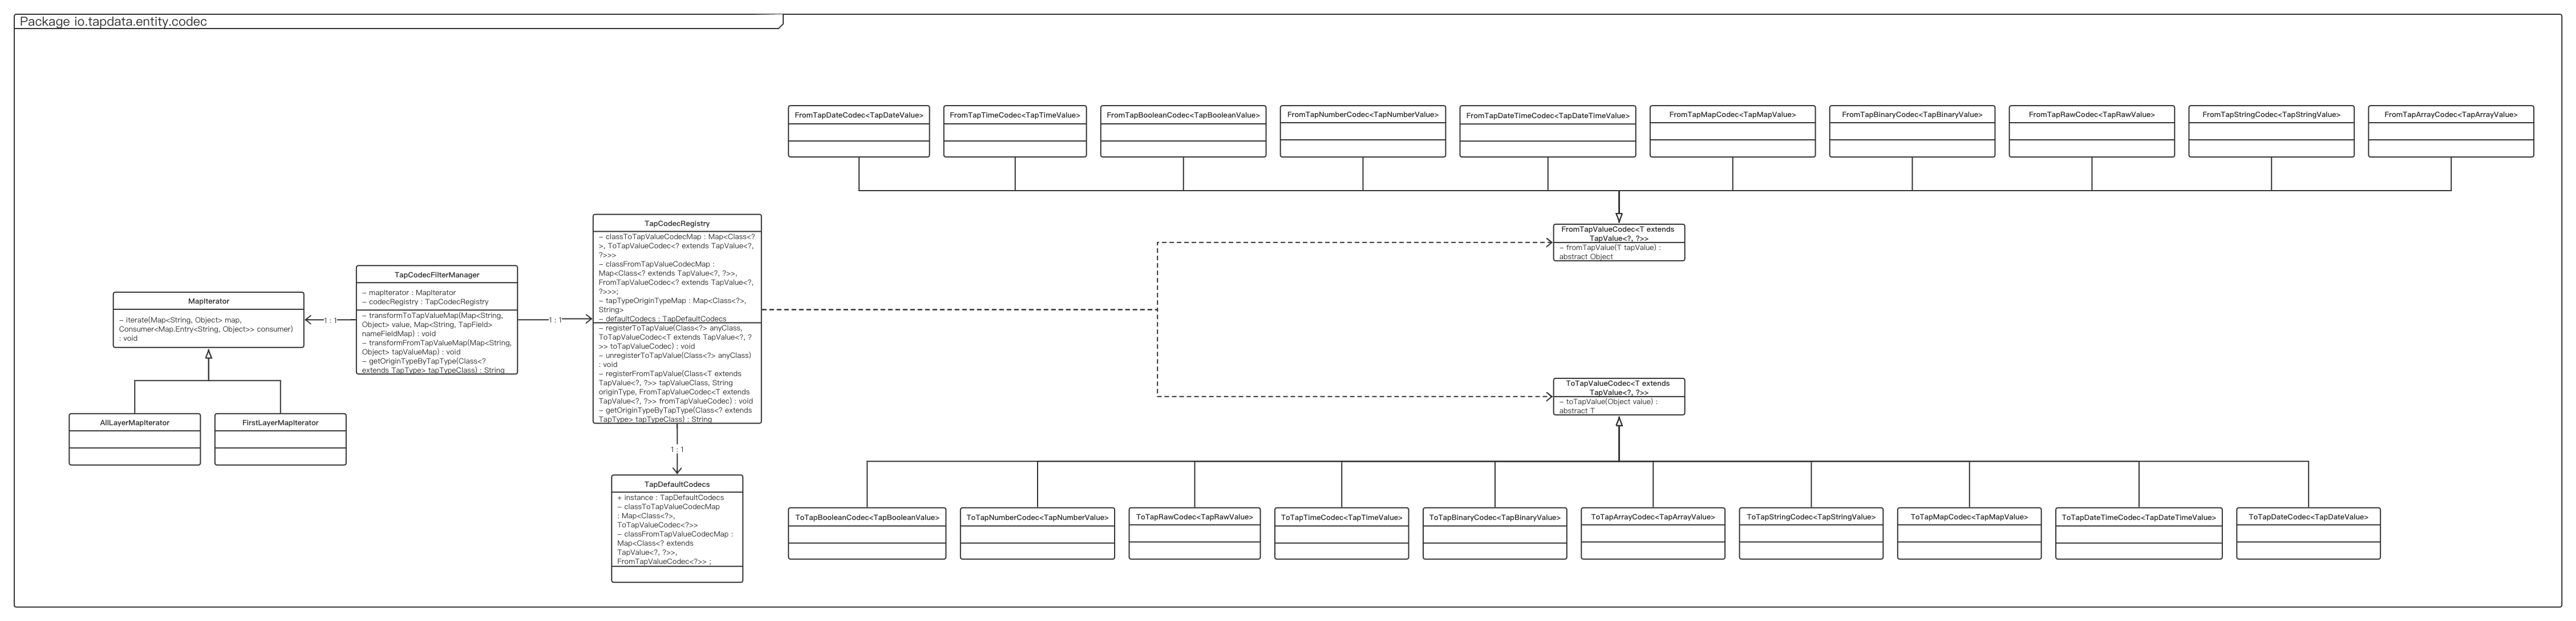 Package io.tapdata.entity.codec
FromTapDateCodec<TapDateValue>
FromTapTimeCodec<TapTimeValue>
FromTapBooleanCodec<TapBooleanValue>
FromTapNumberCodec<TapNumberValue>
FromTapDateTimeCodec<TapDateTimeValue>
FromTapMapCodec<TapMapValue>
FromTapBinaryCodec<TapBinaryValue>
FromTapRawCodec<TapRawValue>
FromTapStringCodec<TapStringValue>
FromTapArrayCodec<TapArrayValue>
MapIterator
- iterate(Map<String, Object> map,
Consumer<Map.Entry<String, Object>> consumer)
: void
AllLayerMapIterator
FirstLayerMapIterator
1 : 1
TapCodecFilterManager
- mapIterator : MapIterator
- codecRegistry : TapCodecRegistry
- transformToTapValueMap(Map<String,
Object> value, Map<String, TapField>
nameFieldMap) : void
- transformFromTapValueMap(Map<String,
Object> tapValueMap) : void
- getOriginTypeByTapType(Class<?
extends TapType> tapTypeClass) : String
1 : 1
TapCodecRegistry
- classToTapValueCodecMap : Map<Class<?
>, ToTapValueCodec<? extends TapValue<?,
?>>>
- classFromTapValueCodecMap :
Map<Class<? extends TapValue<?, ?>>,
FromTapValueCodec<? extends TapValue<?,
?>>>;
- tapTypeOriginTypeMap : Map<Class<?>,
String>
- defaultCodecs : TapDefaultCodecs
- registerToTapValue(Class<?> anyClass,
ToTapValueCodec<T extends TapValue<?, ?
>> toTapValueCodec) : void
- unregisterToTapValue(Class<?> anyClass)
: void
- registerFromTapValue(Class<T extends
TapValue<?, ?>> tapValueClass, String
originType, FromTapValueCodec<T extends
TapValue<?, ?>> fromTapValueCodec) : void
- getOriginTypeByTapType(Class<? extends
TapType> tapTypeClass) : String
1 : 1
TapDefaultCodecs
+ instance : TapDefaultCodecs
- classToTapValueCodecMap
: Map<Class<?>,
ToTapValueCodec<?>>
- classFromTapValueCodecMap :
Map<Class<? extends
TapValue<?, ?>>,
FromTapValueCodec<?>> ;
FromTapValueCodec<T extends
TapValue<?, ?>>
- fromTapValue(T tapValue) :
abstract Object
ToTapValueCodec<T extends
TapValue<?, ?>>
- toTapValue(Object value) :
abstract T
ToTapBooleanCodec<TapBooleanValue>
ToTapNumberCodec<TapNumberValue>
ToTapRawCodec<TapRawValue>
ToTapTimeCodec<TapTimeValue>
ToTapBinaryCodec<TapBinaryValue>
ToTapArrayCodec<TapArrayValue>
ToTapStringCodec<TapStringValue>
ToTapMapCodec<TapMapValue>
ToTapDateTimeCodec<TapDateTimeValue>
ToTapDateCodec<TapDateValue>